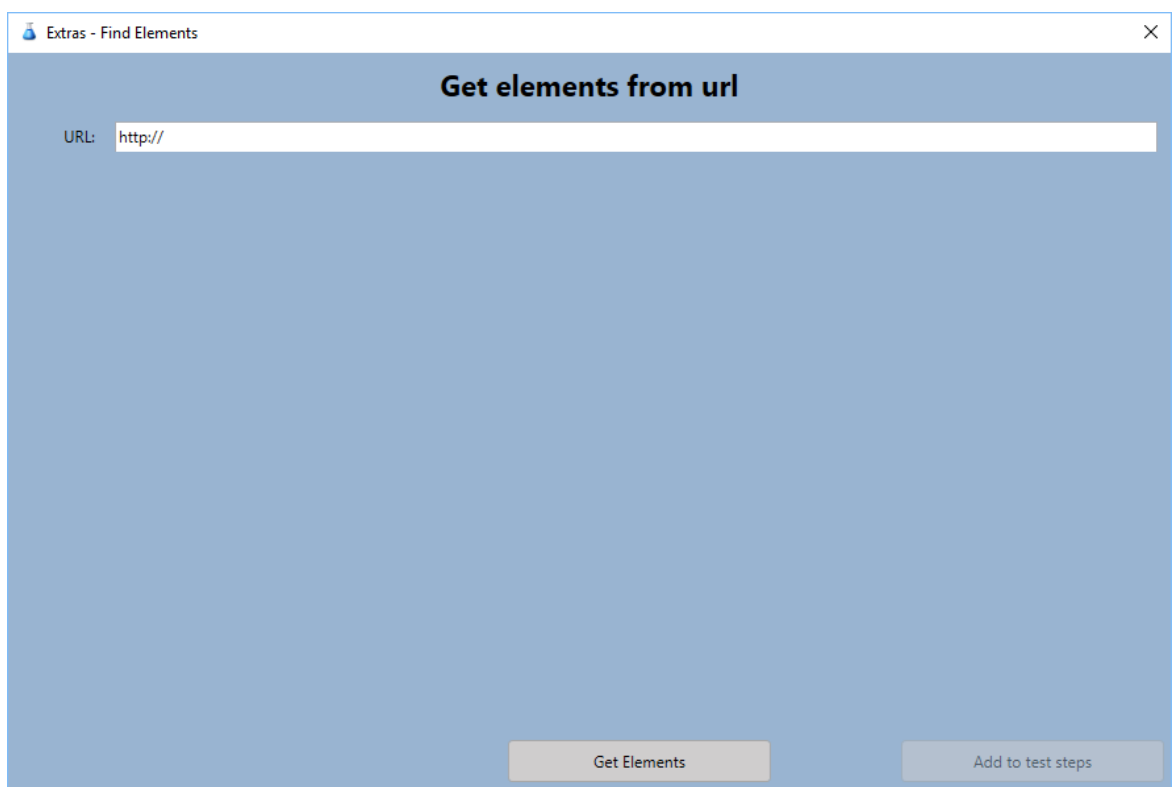 Extras - Find Elements
Get elements from url
URL: http://
Get Elements Add to test steps